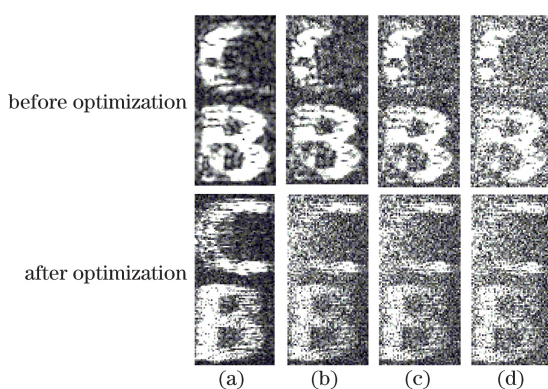 before optimization
after optimization
B
B
(a) (b) (c) (d)